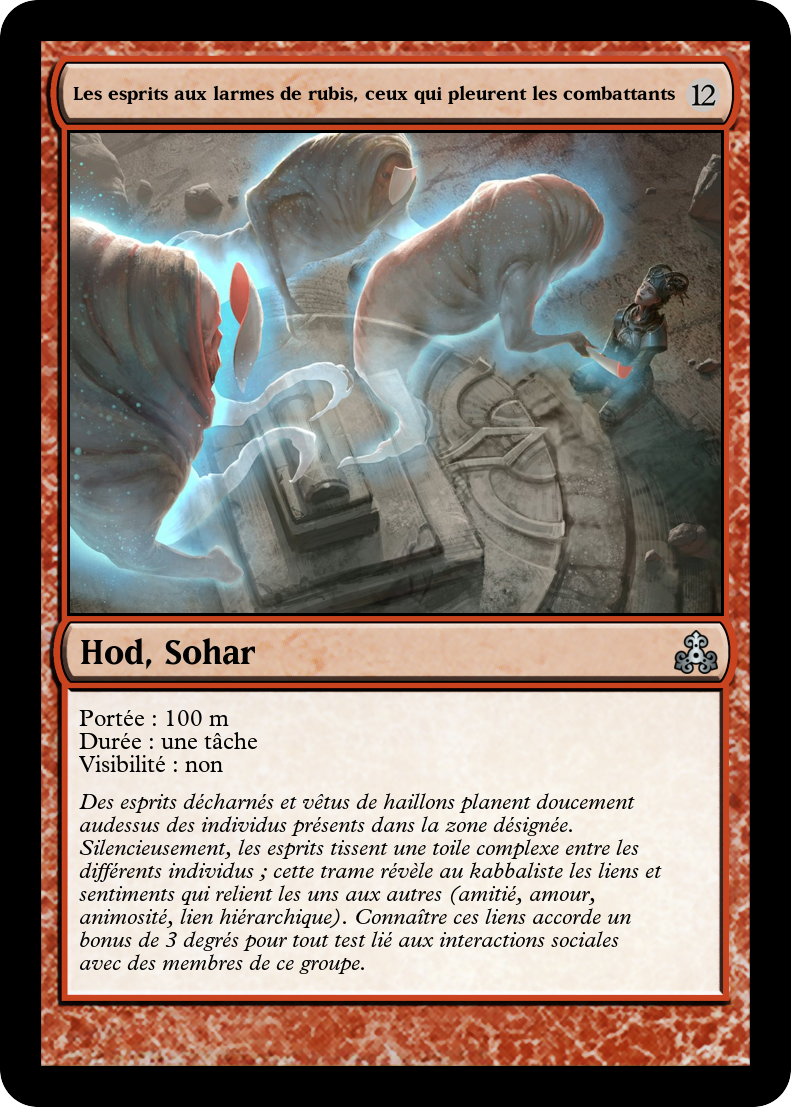 Les esprits aux larmes de rubis, ceux qui pleurent les combattants 12
Hod, Sohar
Portée : 100 m
Durée : une tâche
Visibilité : non
Des esprits décharnés et vêtus de haillons planent doucement
audessus des individus présents dans la zone désignée.
Silencieusement, les esprits tissent une toile complexe entre les
différents individus ; cette trame révèle au kabbaliste les liens et
sentiments qui relient les uns aux autres (amitié, amour,
animosité, lien hiérarchique). Connaître ces liens accorde un
bonus de 3 degrés pour tout test lié aux interactions sociales
avec des membres de ce groupe.